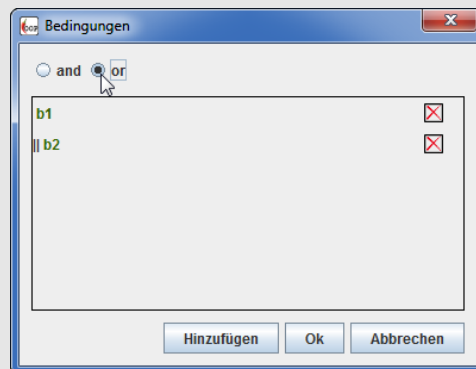 Bedingungen
and or
b1
|| b2
Hinzufügen Ok Abbrechen